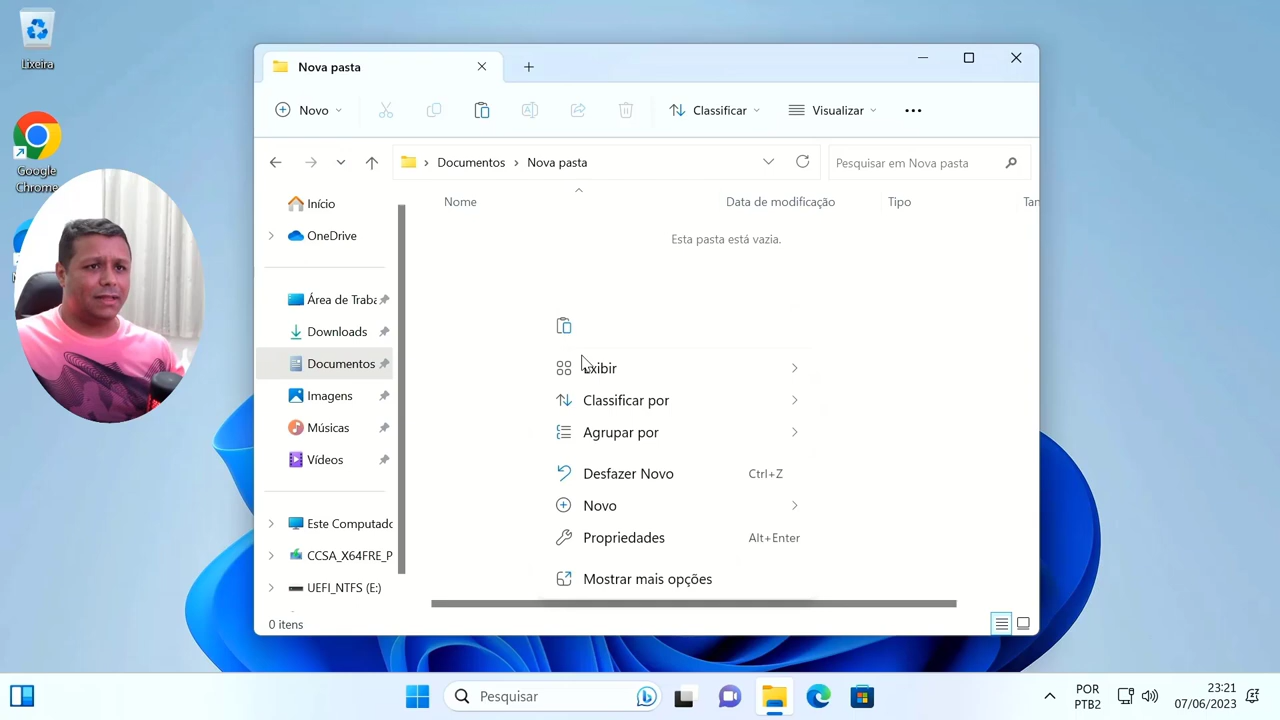 Lixeira
Google
Chrome
Nova pasta
Novo
Classificar
Visualizar
Documentos
Nova pasta
Pesquisar em Nova pasta
Nome
Data de modificação
Tipo
Tar
Esta pasta está vazia.
Início
OneDrive
Área de Traba
Downloads
Documentos
Imagens
Músicas
Vídeos
Este Computado
CCSA_X64FRE_P
UEFI_NTFS (E:)
Exibir
Classificar por
Agrupar por
Desfazer Novo Ctrl+Z
Novo
Propriedades Alt+Enter
Mostrar mais opções
0 itens
Pesquisar
POR
PTB2
23:21
07/06/2023